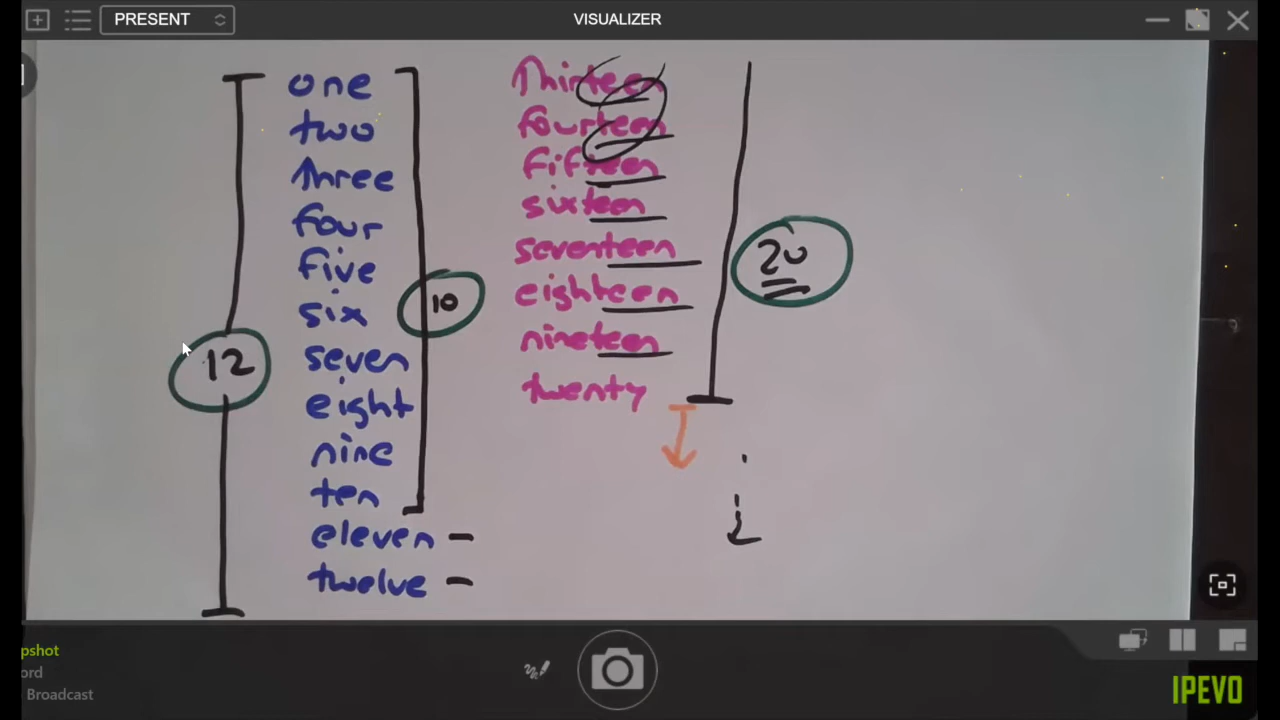 PRESENT
VISUALIZER
one
two
three
four
five
six
seven
eight
nine
ten
eleven –
twelve –
12
10
Thirteen
fourteen
fifteen
sixteen
seventeen
eighteen
nineteen
twenty
20
pshot
ord
Broadcast
IPEVO